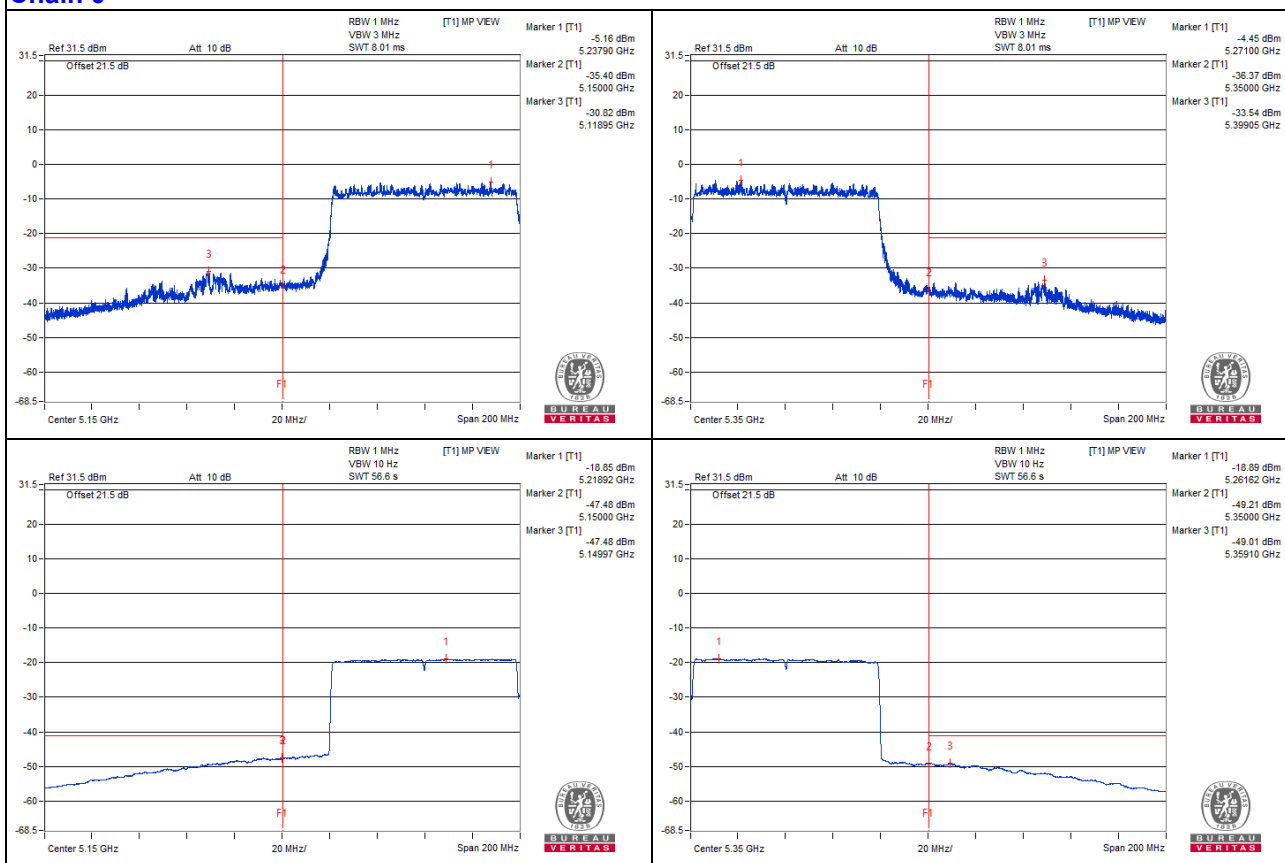 RBW 1 MHz [T1] MP VIEW
VBW 3 MHz
Ref 31.5 dBm Att 10 dB SWT 8.01 ms
Marker 1 [T1]
-5.16 dBm
5.23790 GHz
Marker 2 [T1]
-35.40 dBm
5.15000 GHz
Marker 3 [T1]
-30.82 dBm
5.11895 GHz
31.5
Offset 21.5 dB
20
10
0
-10
-20
-30
-40
-50
-60
-68.5
1
2
3
F1
Center 5.15 GHz 20 MHz/ Span 200 MHz
BUREAU VERITAS
1828
BUREAU
VERITAS
RBW 1 MHz [T1] MP VIEW
VBW 3 MHz
Ref 31.5 dBm Att 10 dB SWT 8.01 ms
Marker 1 [T1]
-4.45 dBm
5.27100 GHz
Marker 2 [T1]
-36.37 dBm
5.35000 GHz
Marker 3 [T1]
-33.54 dBm
5.39905 GHz
31.5
Offset 21.5 dB
20
10
0
-10
-20
-30
-40
-50
-60
-68.5
1
2
3
F1
Center 5.35 GHz 20 MHz/ Span 200 MHz
BUREAU VERITAS
1828
BUREAU
VERITAS
RBW 1 MHz [T1] MP VIEW
VBW 10 Hz
Ref 31.5 dBm Att 10 dB SWT 56.6 s
Marker 1 [T1]
-18.85 dBm
5.21892 GHz
Marker 2 [T1]
-47.48 dBm
5.15000 GHz
Marker 3 [T1]
-47.48 dBm
5.14997 GHz
31.5
Offset 21.5 dB
20
10
0
-10
-20
-30
-40
-50
-60
-68.5
1
2
F1
Center 5.15 GHz 20 MHz/ Span 200 MHz
BUREAU VERITAS
1828
BUREAU
VERITAS
RBW 1 MHz [T1] MP VIEW
VBW 10 Hz
Ref 31.5 dBm Att 10 dB SWT 56.6 s
Marker 1 [T1]
-18.89 dBm
5.26162 GHz
Marker 2 [T1]
-49.21 dBm
5.35000 GHz
Marker 3 [T1]
-49.01 dBm
5.35910 GHz
31.5
Offset 21.5 dB
20
10
0
-10
-20
-30
-40
-50
-60
-68.5
1
2 3
F1
Center 5.35 GHz 20 MHz/ Span 200 MHz
BUREAU VERITAS
1828
BUREAU
VERITAS